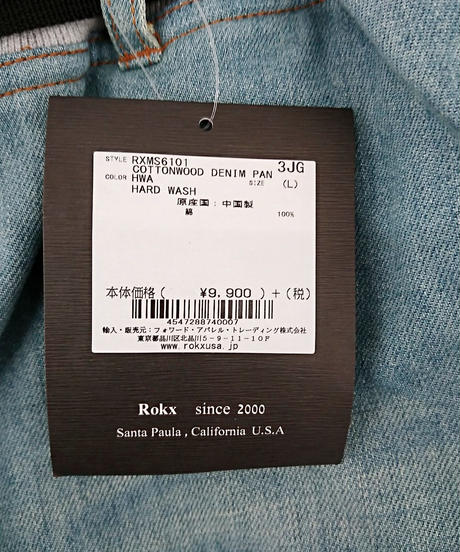 STYLE RXMS6101 3JG
COTTONWOOD DENIM PAN
COLOR HWA SIZE (L)
HARD WASH
原産国:中国製
綿 100%
本体価格( ¥9,900 )+(税)
4547288740007
輸入・販売元:フォワード・アパレル・トレーディング株式会社
東京都品川区北品川5-9-11-10F
www.rokxusa.jp
Rokx since 2000
Santa Paula, California U.S.A